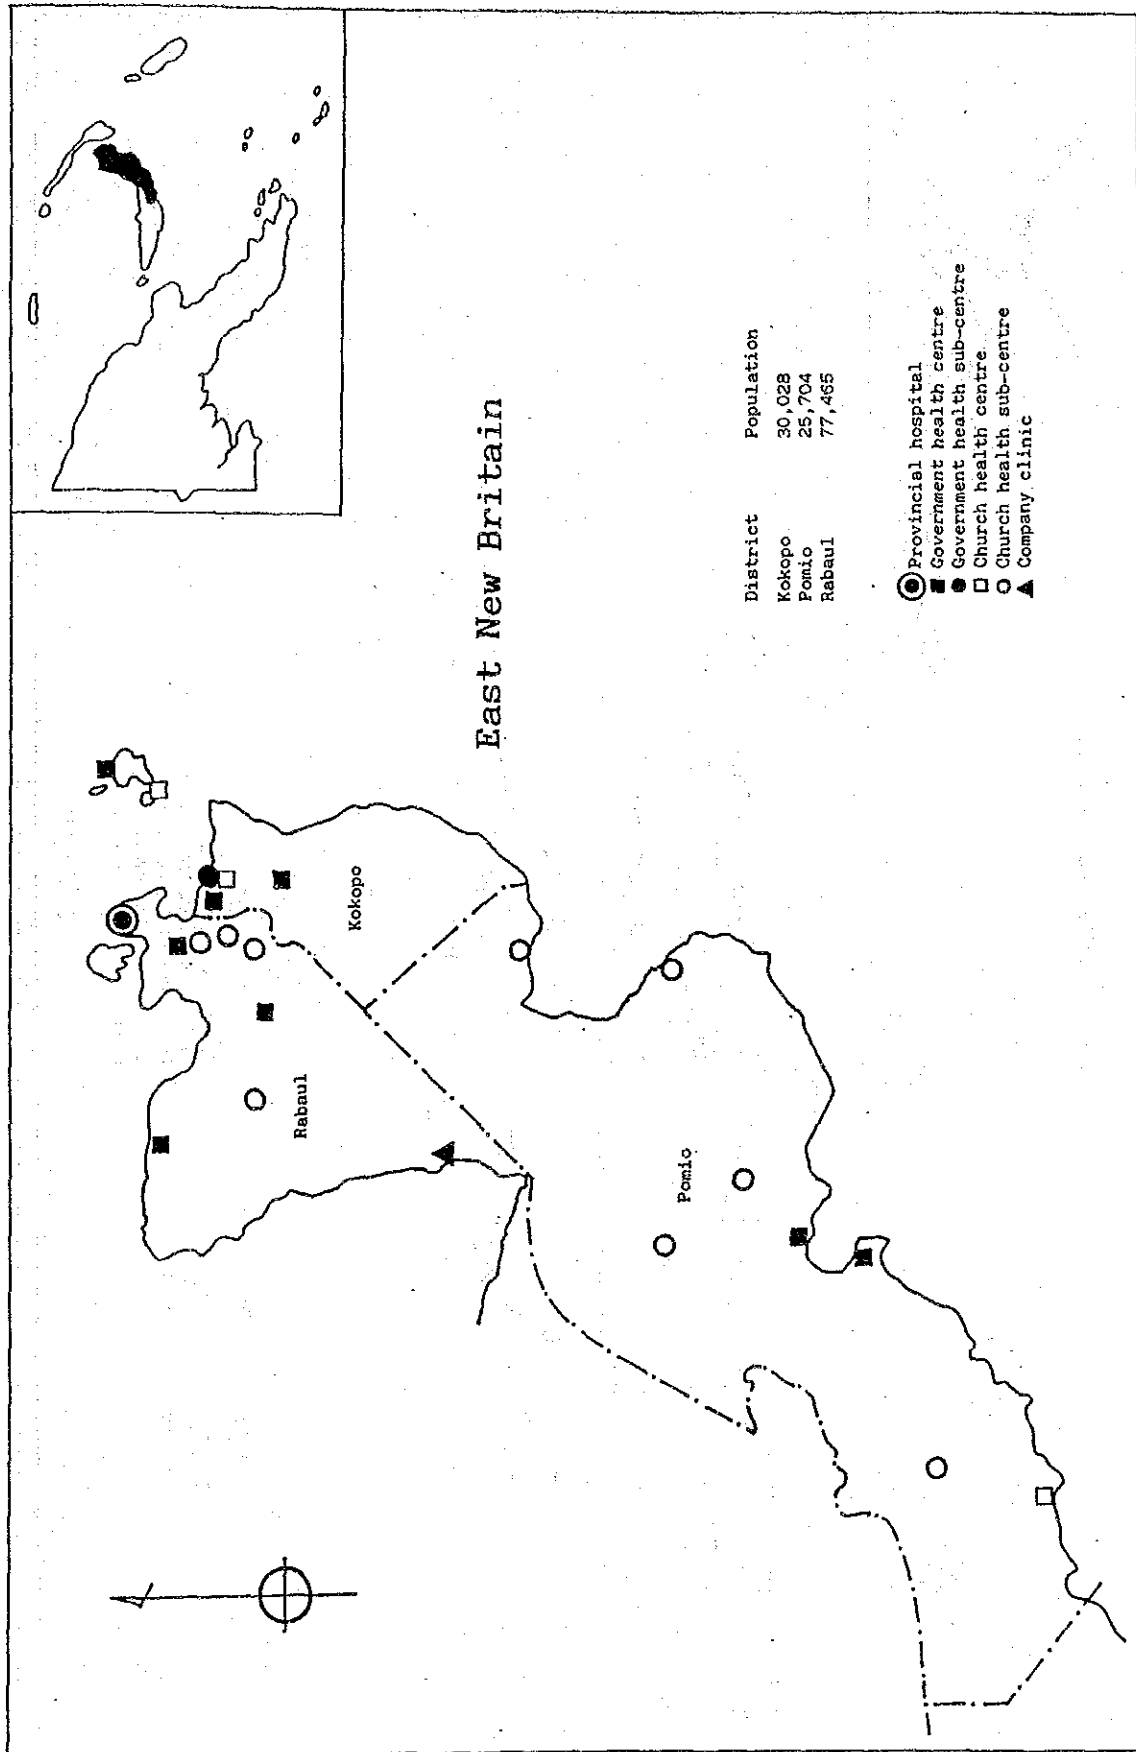 East New Britain
Kokopo
Rabaul
Pomio
District Population
Kokopo 30,028
Pomio 25,704
Rabaul 77,465
Provincial hospital
Government health centre
Government health sub-centre
Church health centre
Church health sub-centre
Company clinic